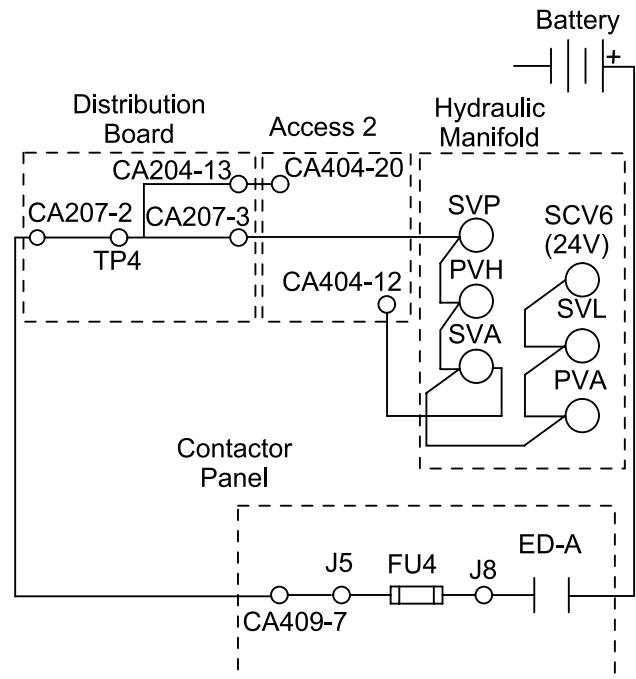 Battery
+
Distribution
Board
Access 2
Hydraulic
Manifold
CA204-13
CA404-20
CA207-2
CA207-3
TP4
SVP
SCV6
(24V)
CA404-12
PVH
SVL
SVA
PVA
Contactor
Panel
ED-A
J5
FU4
J8
CA409-7